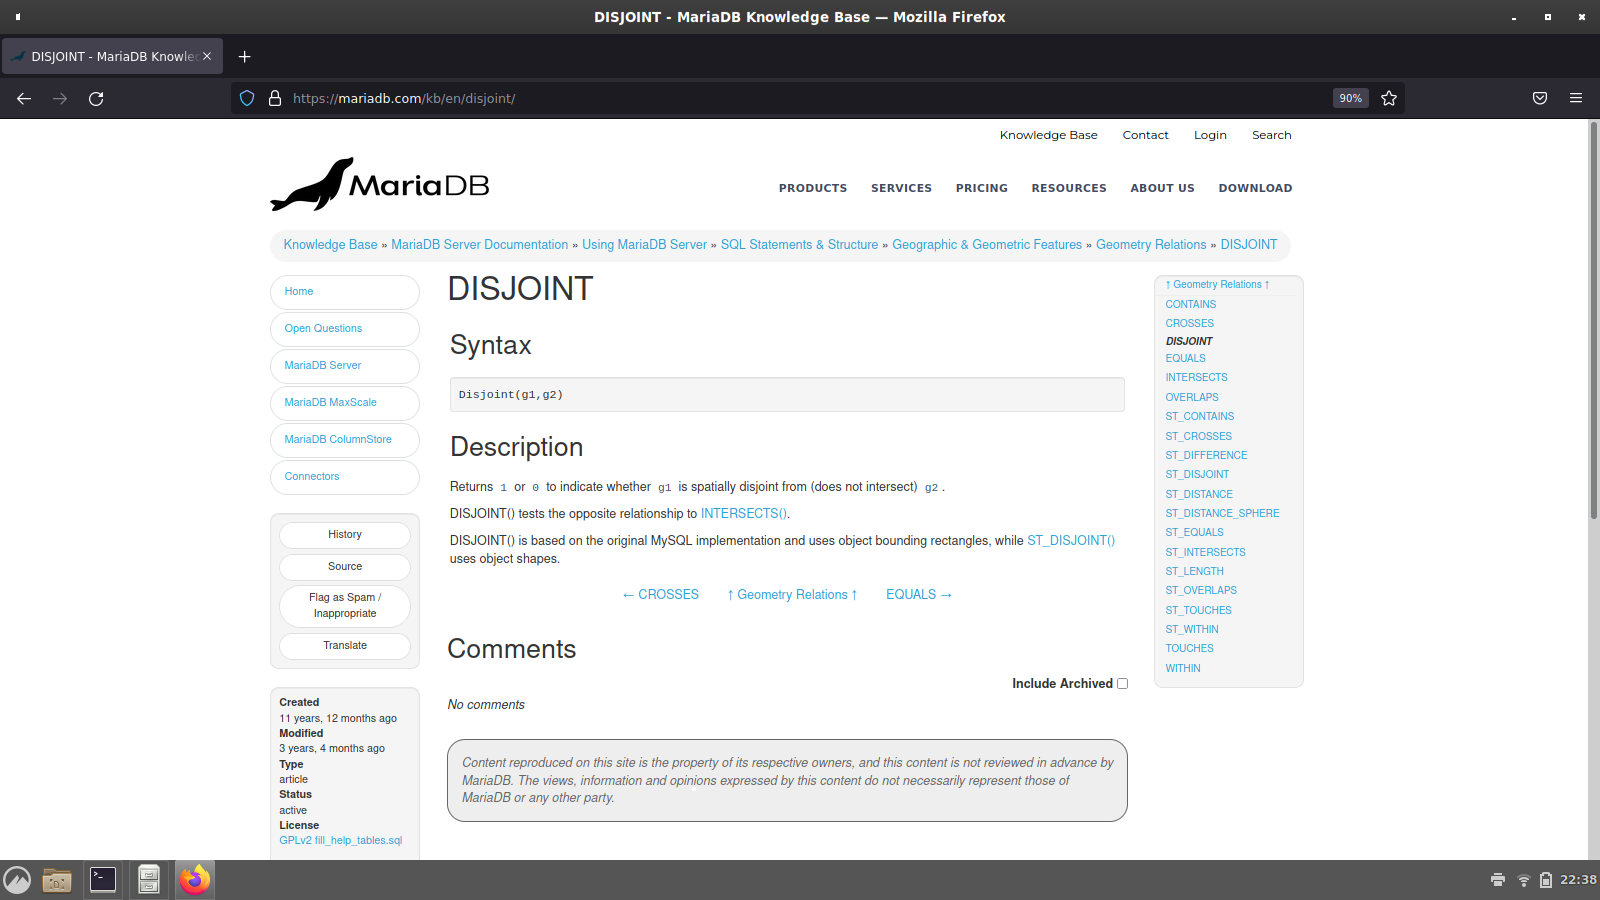 DISJOINT - MariaDB Knowledge Base — Mozilla Firefox
DISJOINT - MariaDB Knowle
https://mariadb.com/kb/en/disjoint/
90%
Knowledge Base Contact Login Search
MariaDB
PRODUCTS SERVICES PRICING RESOURCES ABOUT US DOWNLOAD
Knowledge Base » MariaDB Server Documentation » Using MariaDB Server » SQL Statements & Structure » Geographic & Geometric Features » Geometry Relations » DISJOINT
Home
Open Questions
MariaDB Server
MariaDB MaxScale
MariaDB ColumnStore
Connectors
History
Source
Flag as Spam /
Inappropriate
Translate
Created
11 years, 12 months ago
Modified
3 years, 4 months ago
Type
article
Status
active
License
GPLv2 fill_help_tables.sql
DISJOINT
Syntax
Disjoint(g1,g2)
Description
Returns 1 or 0 to indicate whether g1 is spatially disjoint from (does not intersect) g2.
DISJOINT() tests the opposite relationship to INTERSECTS().
DISJOINT() is based on the original MySQL implementation and uses object bounding rectangles, while ST_DISJOINT()
uses object shapes.
← CROSSES ↑ Geometry Relations ↑ EQUALS →
Comments
Include Archived
No comments
Content reproduced on this site is the property of its respective owners, and this content is not reviewed in advance by
MariaDB. The views, information and opinions expressed by this content do not necessarily represent those of
MariaDB or any other party.
↑ Geometry Relations ↑
CONTAINS
CROSSES
DISJOINT
EQUALS
INTERSECTS
OVERLAPS
ST_CONTAINS
ST_CROSSES
ST_DIFFERENCE
ST_DISJOINT
ST_DISTANCE
ST_DISTANCE_SPHERE
ST_EQUALS
ST_INTERSECTS
ST_LENGTH
ST_OVERLAPS
ST_TOUCHES
ST_WITHIN
TOUCHES
WITHIN
22:38